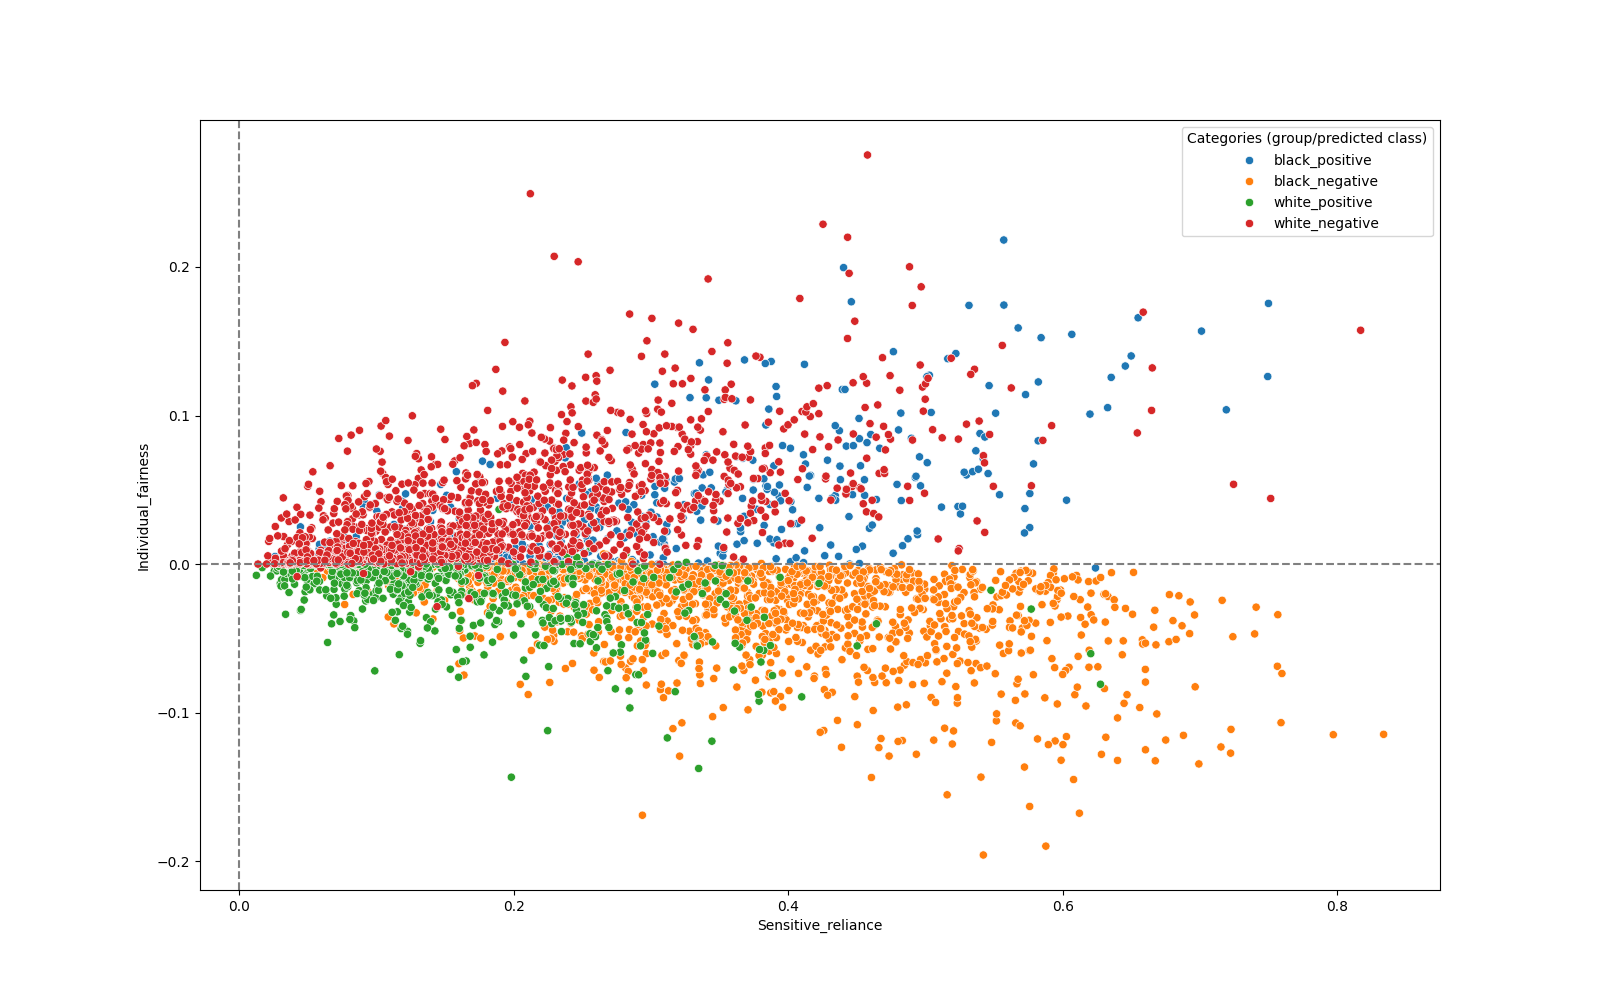 Categories (group/predicted class)
black_positive
black_negative
white_positive
white_negative
Individual_fairness
0.2
0.1
0.0
−0.1
−0.2
0.0
0.2
0.4
0.6
0.8
Sensitive_reliance